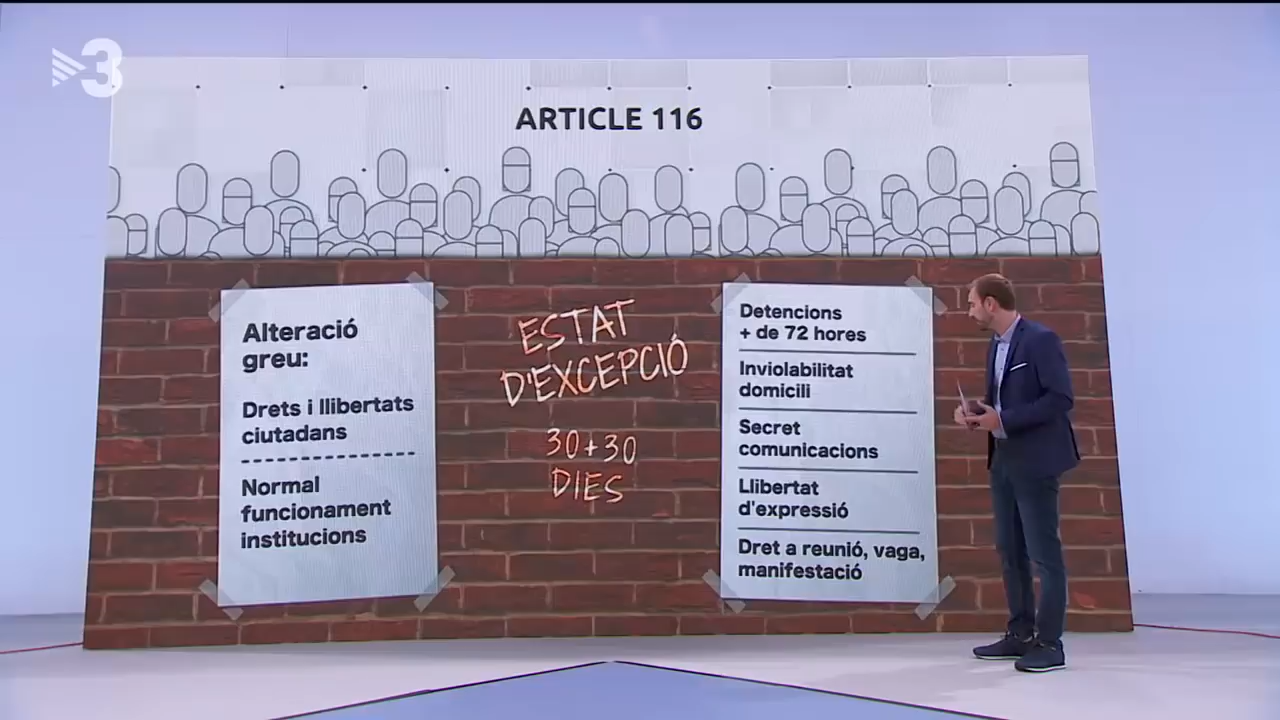 3
ARTICLE 116
Alteració
greu:
Drets i llibertats
ciutadans
Normal
funcionament
institucions
ESTAT
D'EXCEPCIÓ
30+30
DIES
Detencions
+ de 72 hores
Inviolabilitat
domicili
Secret
comunicacions
Llibertat
d'expressió
Dret a reunió, vaga,
manifestació